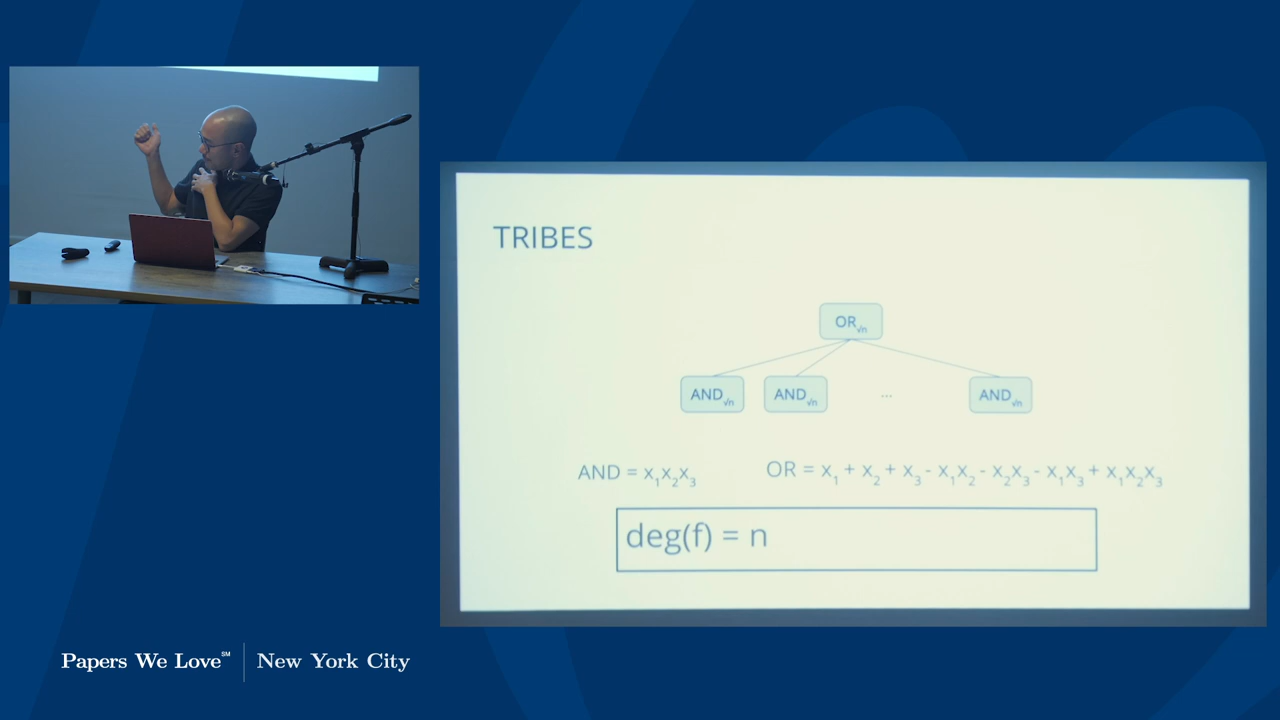 TRIBES
OR√n
AND√n AND√n ... AND√n
AND = x₁x₂x₃ OR = x₁ + x₂ + x₃ - x₁x₂ - x₂x₃ - x₁x₃ + x₁x₂x₃
deg(f) = n
Papers We Love℠ | New York City